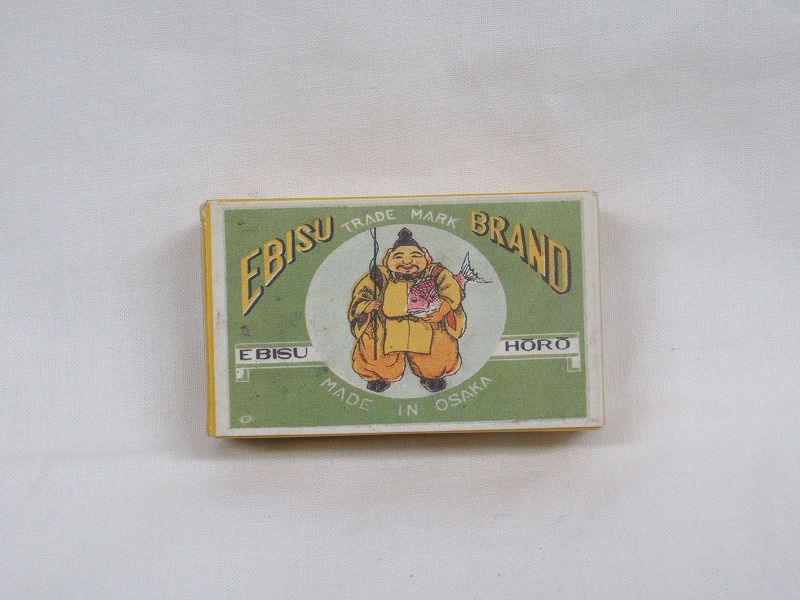 EBISU TRADE MARK BRAND
EBISU HŌRŌ
MADE IN OSAKA